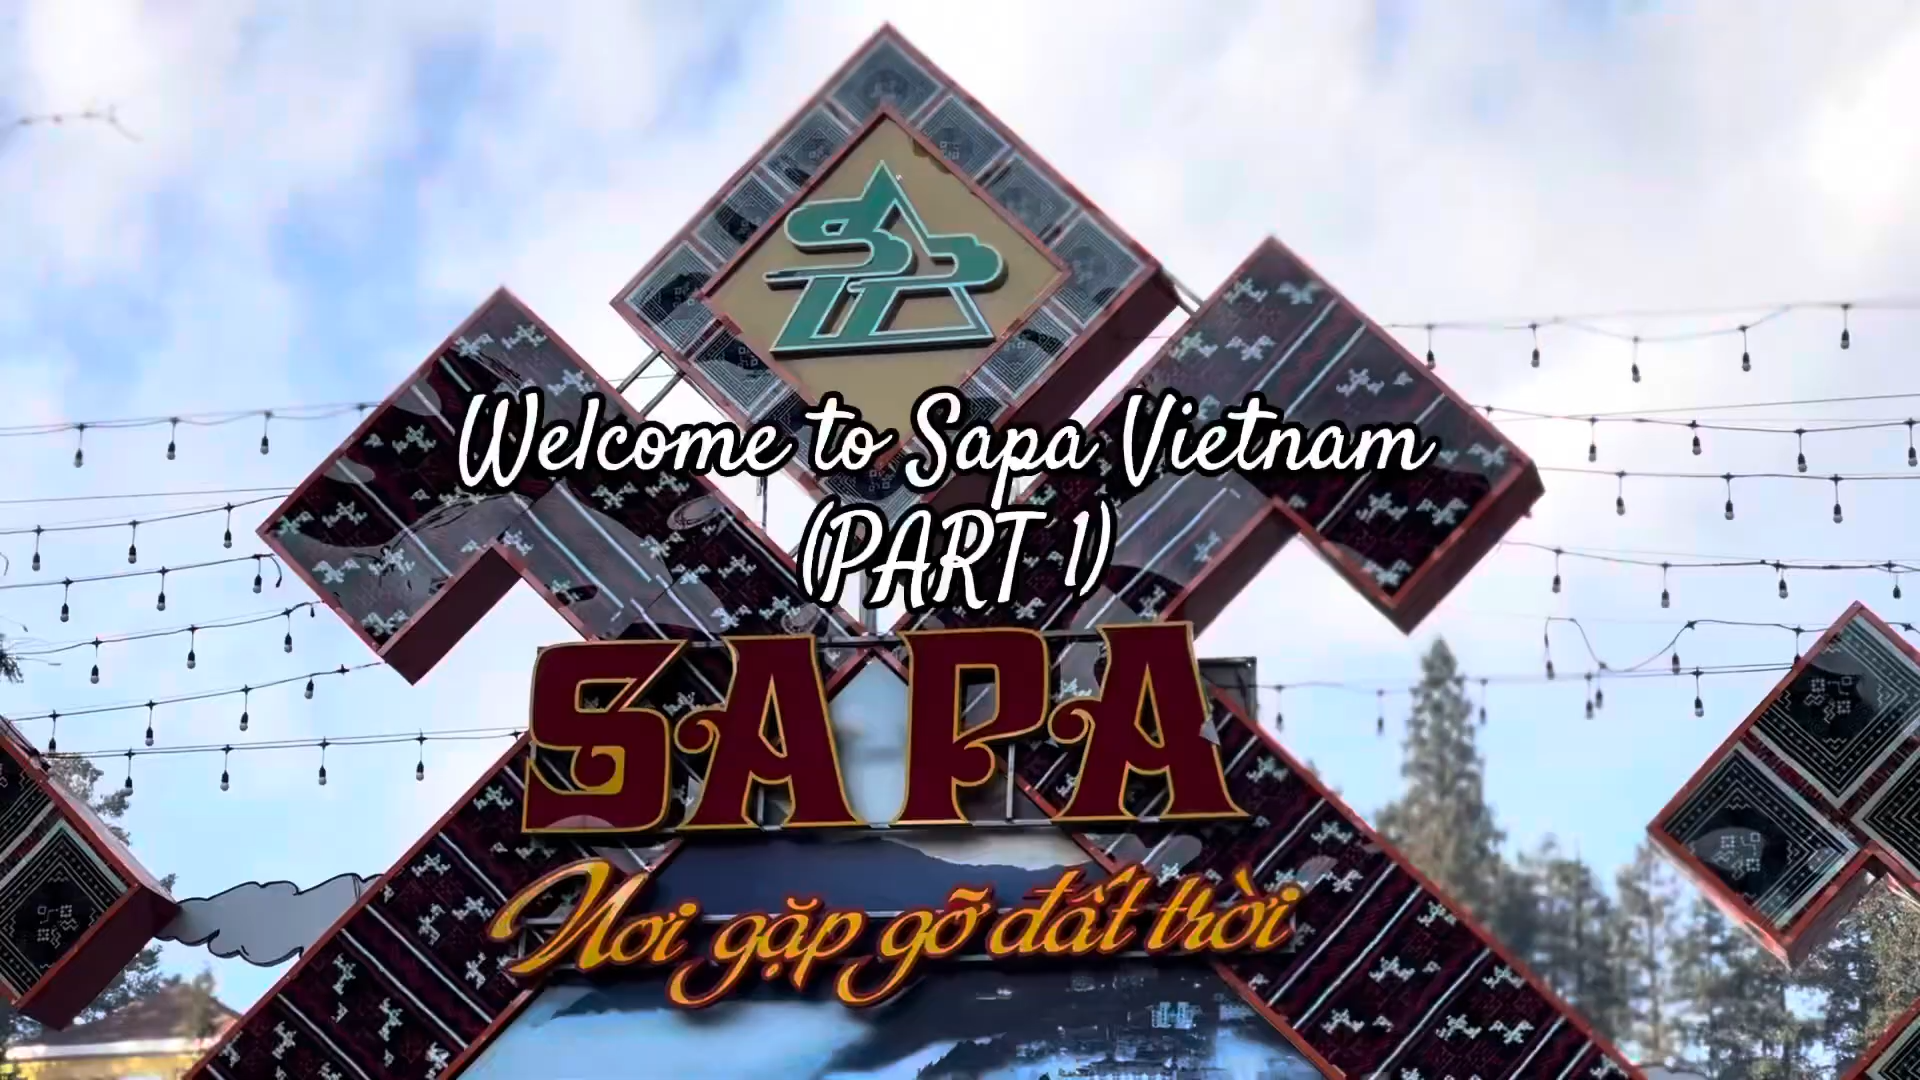 Welcome to Sapa Vietnam
(PART 1)
SAPA
Nơi gặp gỡ đất trời